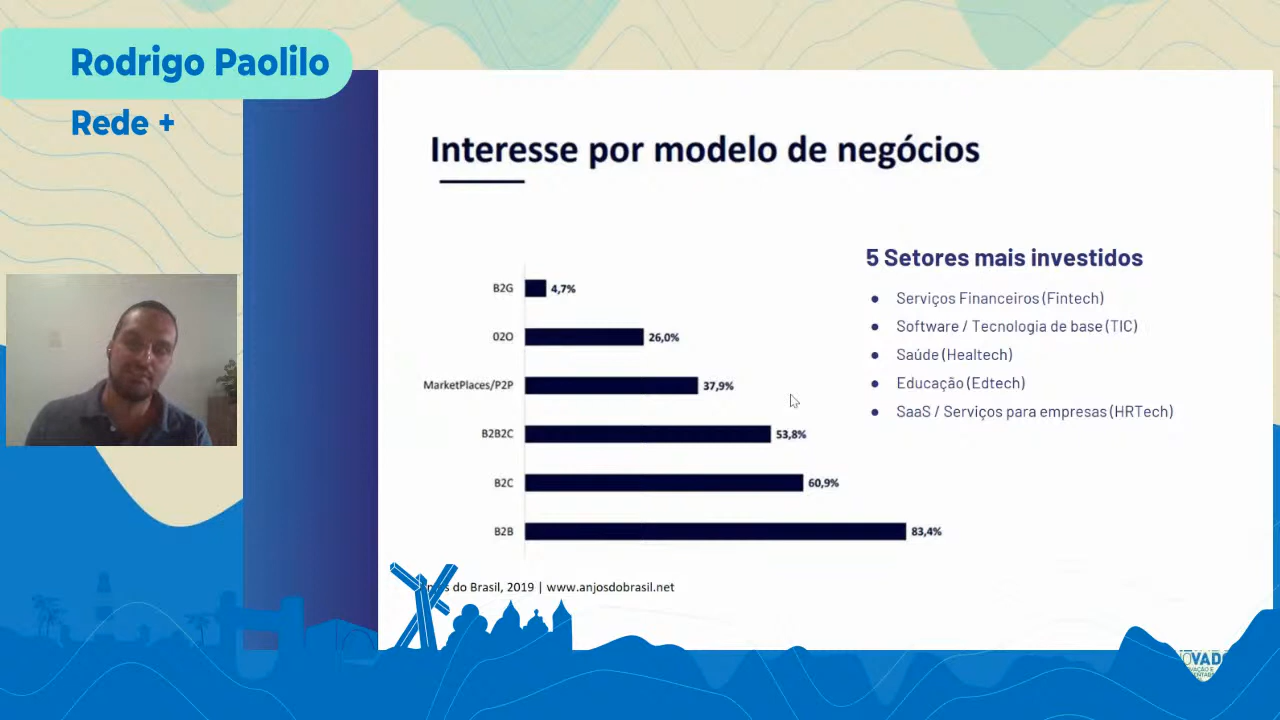 Rodrigo Paolilo
Rede +
Interesse por modelo de negócios
B2G 4,7%
O2O 26,0%
MarketPlaces/P2P 37,9%
B2B2C 53,8%
B2C 60,9%
B2B 83,4%
5 Setores mais investidos
● Serviços Financeiros (Fintech)
● Software / Tecnologia de base (TIC)
● Saúde (Healtech)
● Educação (Edtech)
● SaaS / Serviços para empresas (HRTech)
do Brasil, 2019 | www.anjosdobrasil.net